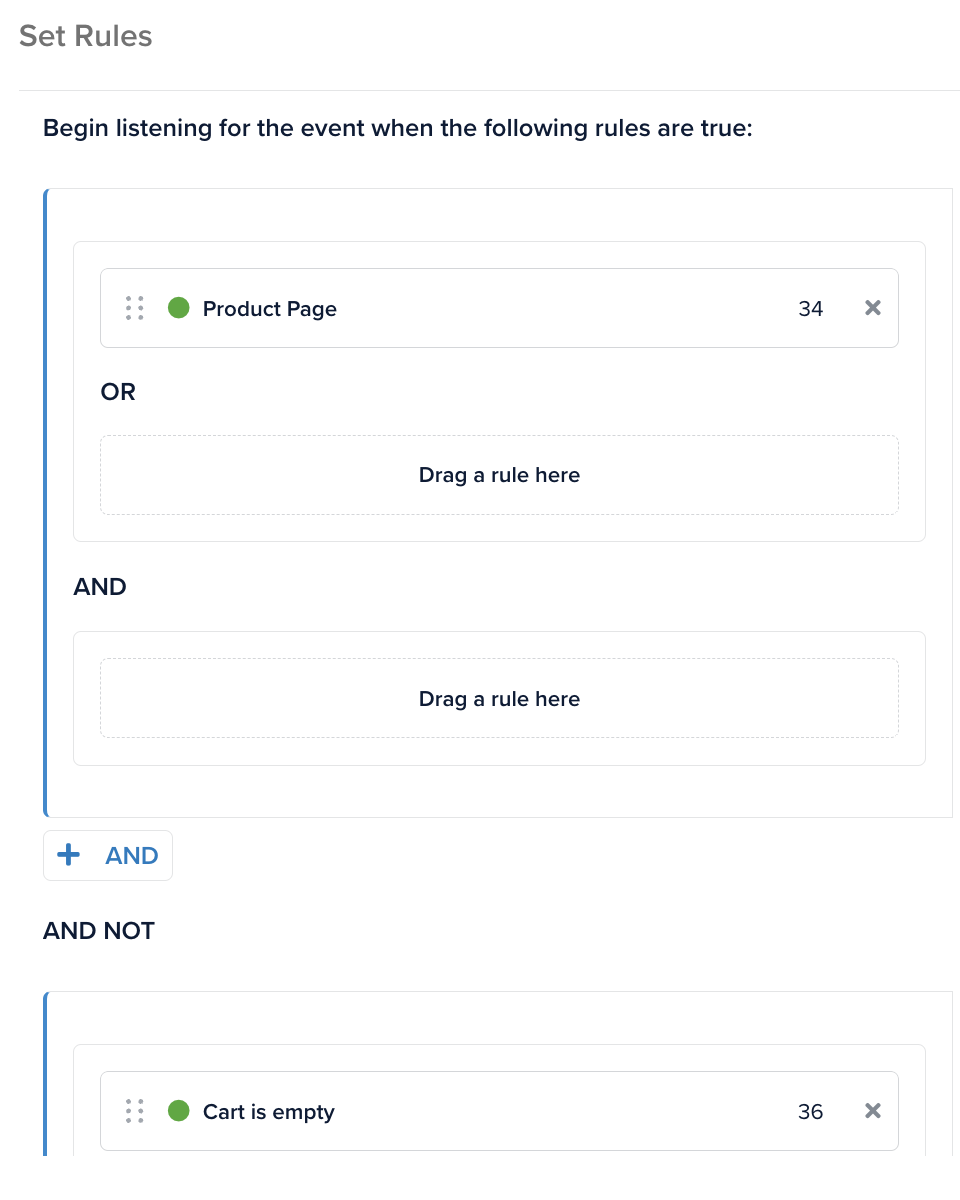 Set Rules
Begin listening for the event when the following rules are true:
Product Page 34
OR
Drag a rule here
AND
Drag a rule here
AND
AND NOT
Cart is empty 36